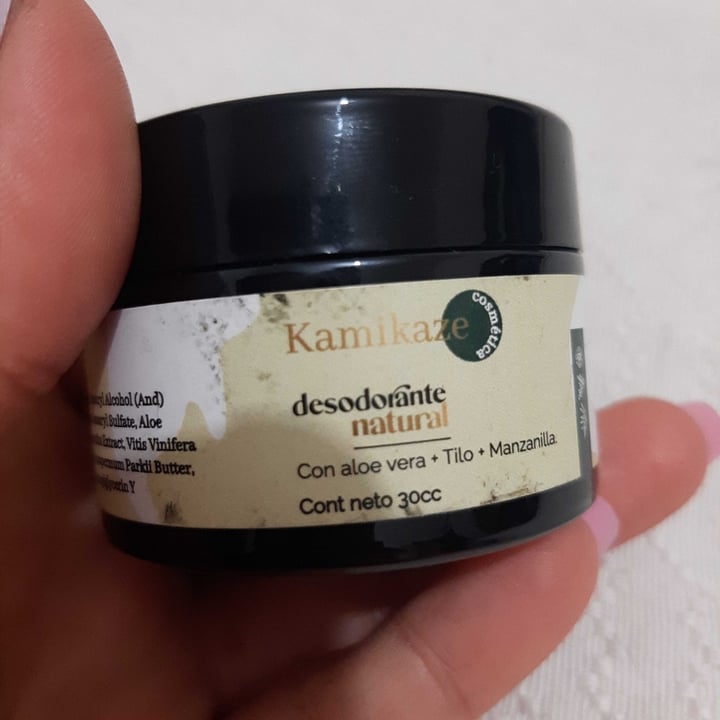 Kamikaze
cosmética
desodorante
natural
Con aloe vera + Tilo + Manzanilla.
Cont neto 30cc
Alcohol (And)
Sulfate, Aloe
Extract, Vitis Vinifera
Parkii Butter,
Y